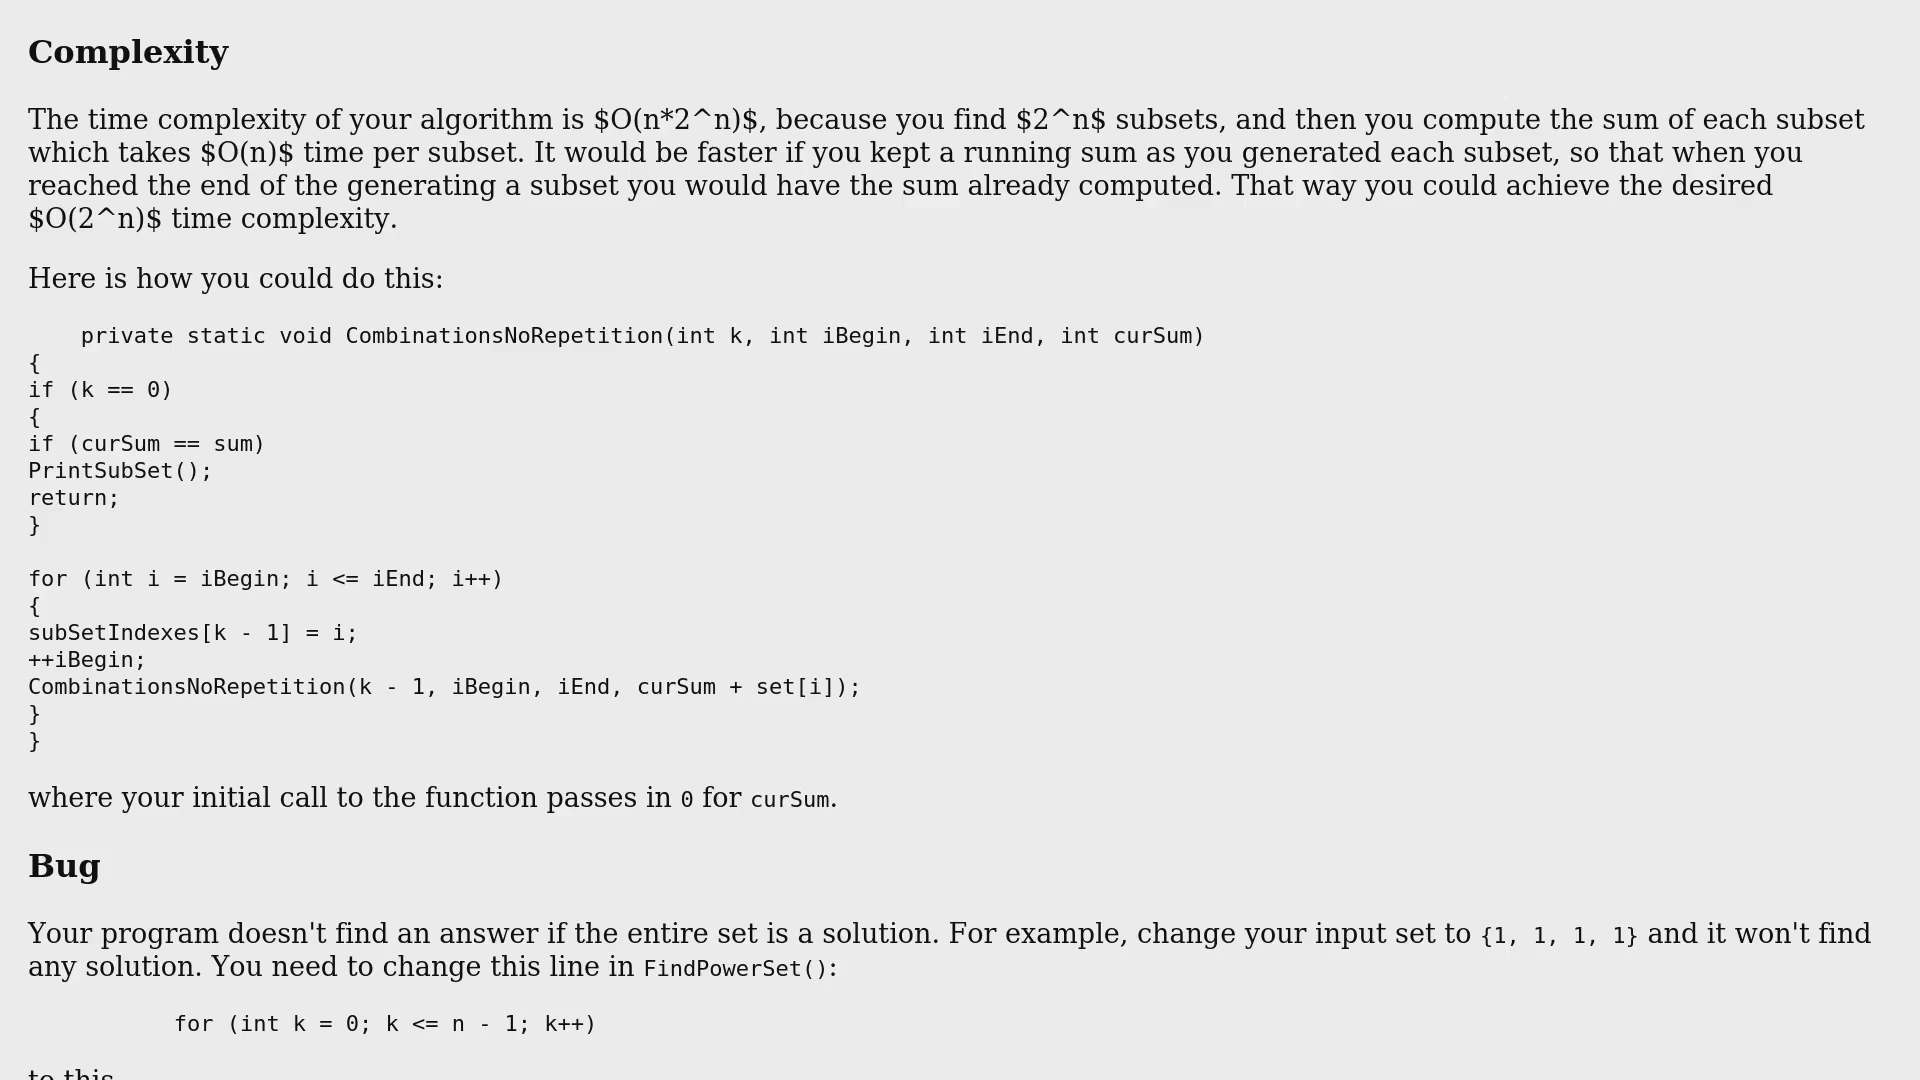 Complexity
The time complexity of your algorithm is $O(n*2^n)$, because you find $2^n$ subsets, and then you compute the sum of each subset
which takes $O(n)$ time per subset. It would be faster if you kept a running sum as you generated each subset, so that when you
reached the end of the generating a subset you would have the sum already computed. That way you could achieve the desired
$O(2^n)$ time complexity.
Here is how you could do this:
private static void CombinationsNoRepetition(int k, int iBegin, int iEnd, int curSum)
{
if (k == 0)
{
if (curSum == sum)
PrintSubSet();
return;
}
for (int i = iBegin; i <= iEnd; i++)
{
subSetIndexes[k - 1] = i;
++iBegin;
CombinationsNoRepetition(k - 1, iBegin, iEnd, curSum + set[i]);
}
}
where your initial call to the function passes in 0 for curSum.
Bug
Your program doesn't find an answer if the entire set is a solution. For example, change your input set to {1, 1, 1, 1} and it won't find
any solution. You need to change this line in FindPowerSet():
for (int k = 0; k <= n - 1; k++)
to this